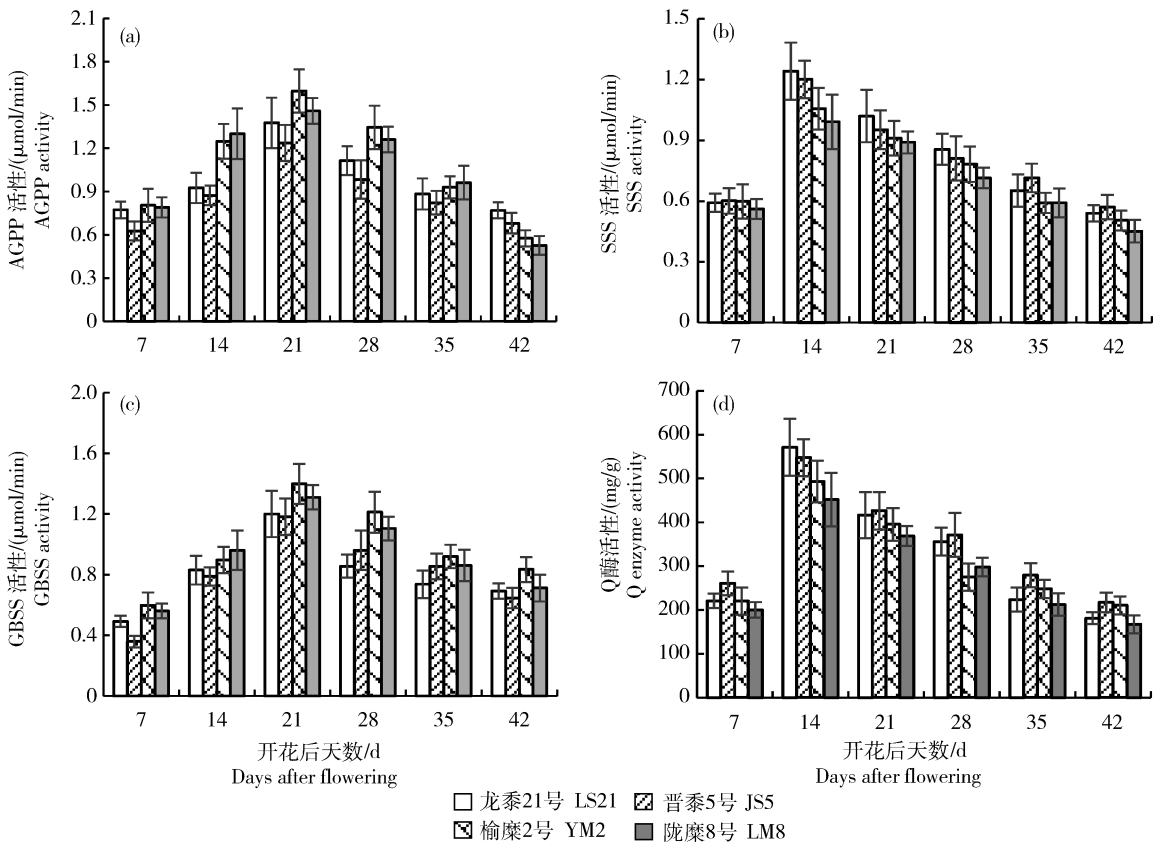 (a)
AGPP 活性/(μmol/min)
AGPP activity
2.1
1.8
1.5
1.2
0.9
0.6
0.3
0
7 14 21 28 35 42
(b)
SSS 活性/(μmol/min)
SSS activity
1.5
1.2
0.9
0.6
0.3
0
7 14 21 28 35 42
(c)
GBSS 活性/(μmol/min)
GBSS activity
2.0
1.6
1.2
0.8
0.4
0
7 14 21 28 35 42
开花后天数/d
Days after flowering
(d)
Q酶活性/(mg/g)
Q enzyme activity
700
600
500
400
300
200
100
0
7 14 21 28 35 42
开花后天数/d
Days after flowering
龙黍21号 LS21 晋黍5号 JS5
榆糜2号 YM2 陇糜8号 LM8